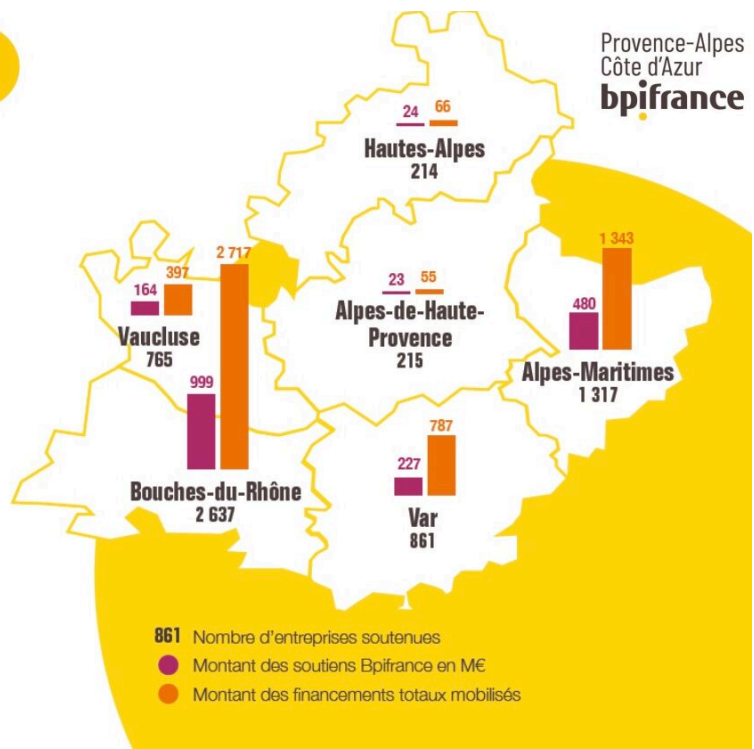 Provence-Alpes
Côte d'Azur
bpifrance
24 66
Hautes-Alpes
214
164 397
Vaucluse
765
23 55
Alpes-de-Haute-
Provence
215
480 1 343
Alpes-Maritimes
1 317
999 2 717
Bouches-du-Rhône
2 637
227 787
Var
861
861 Nombre d'entreprises soutenues
Montant des soutiens Bpifrance en M€
Montant des financements totaux mobilisés